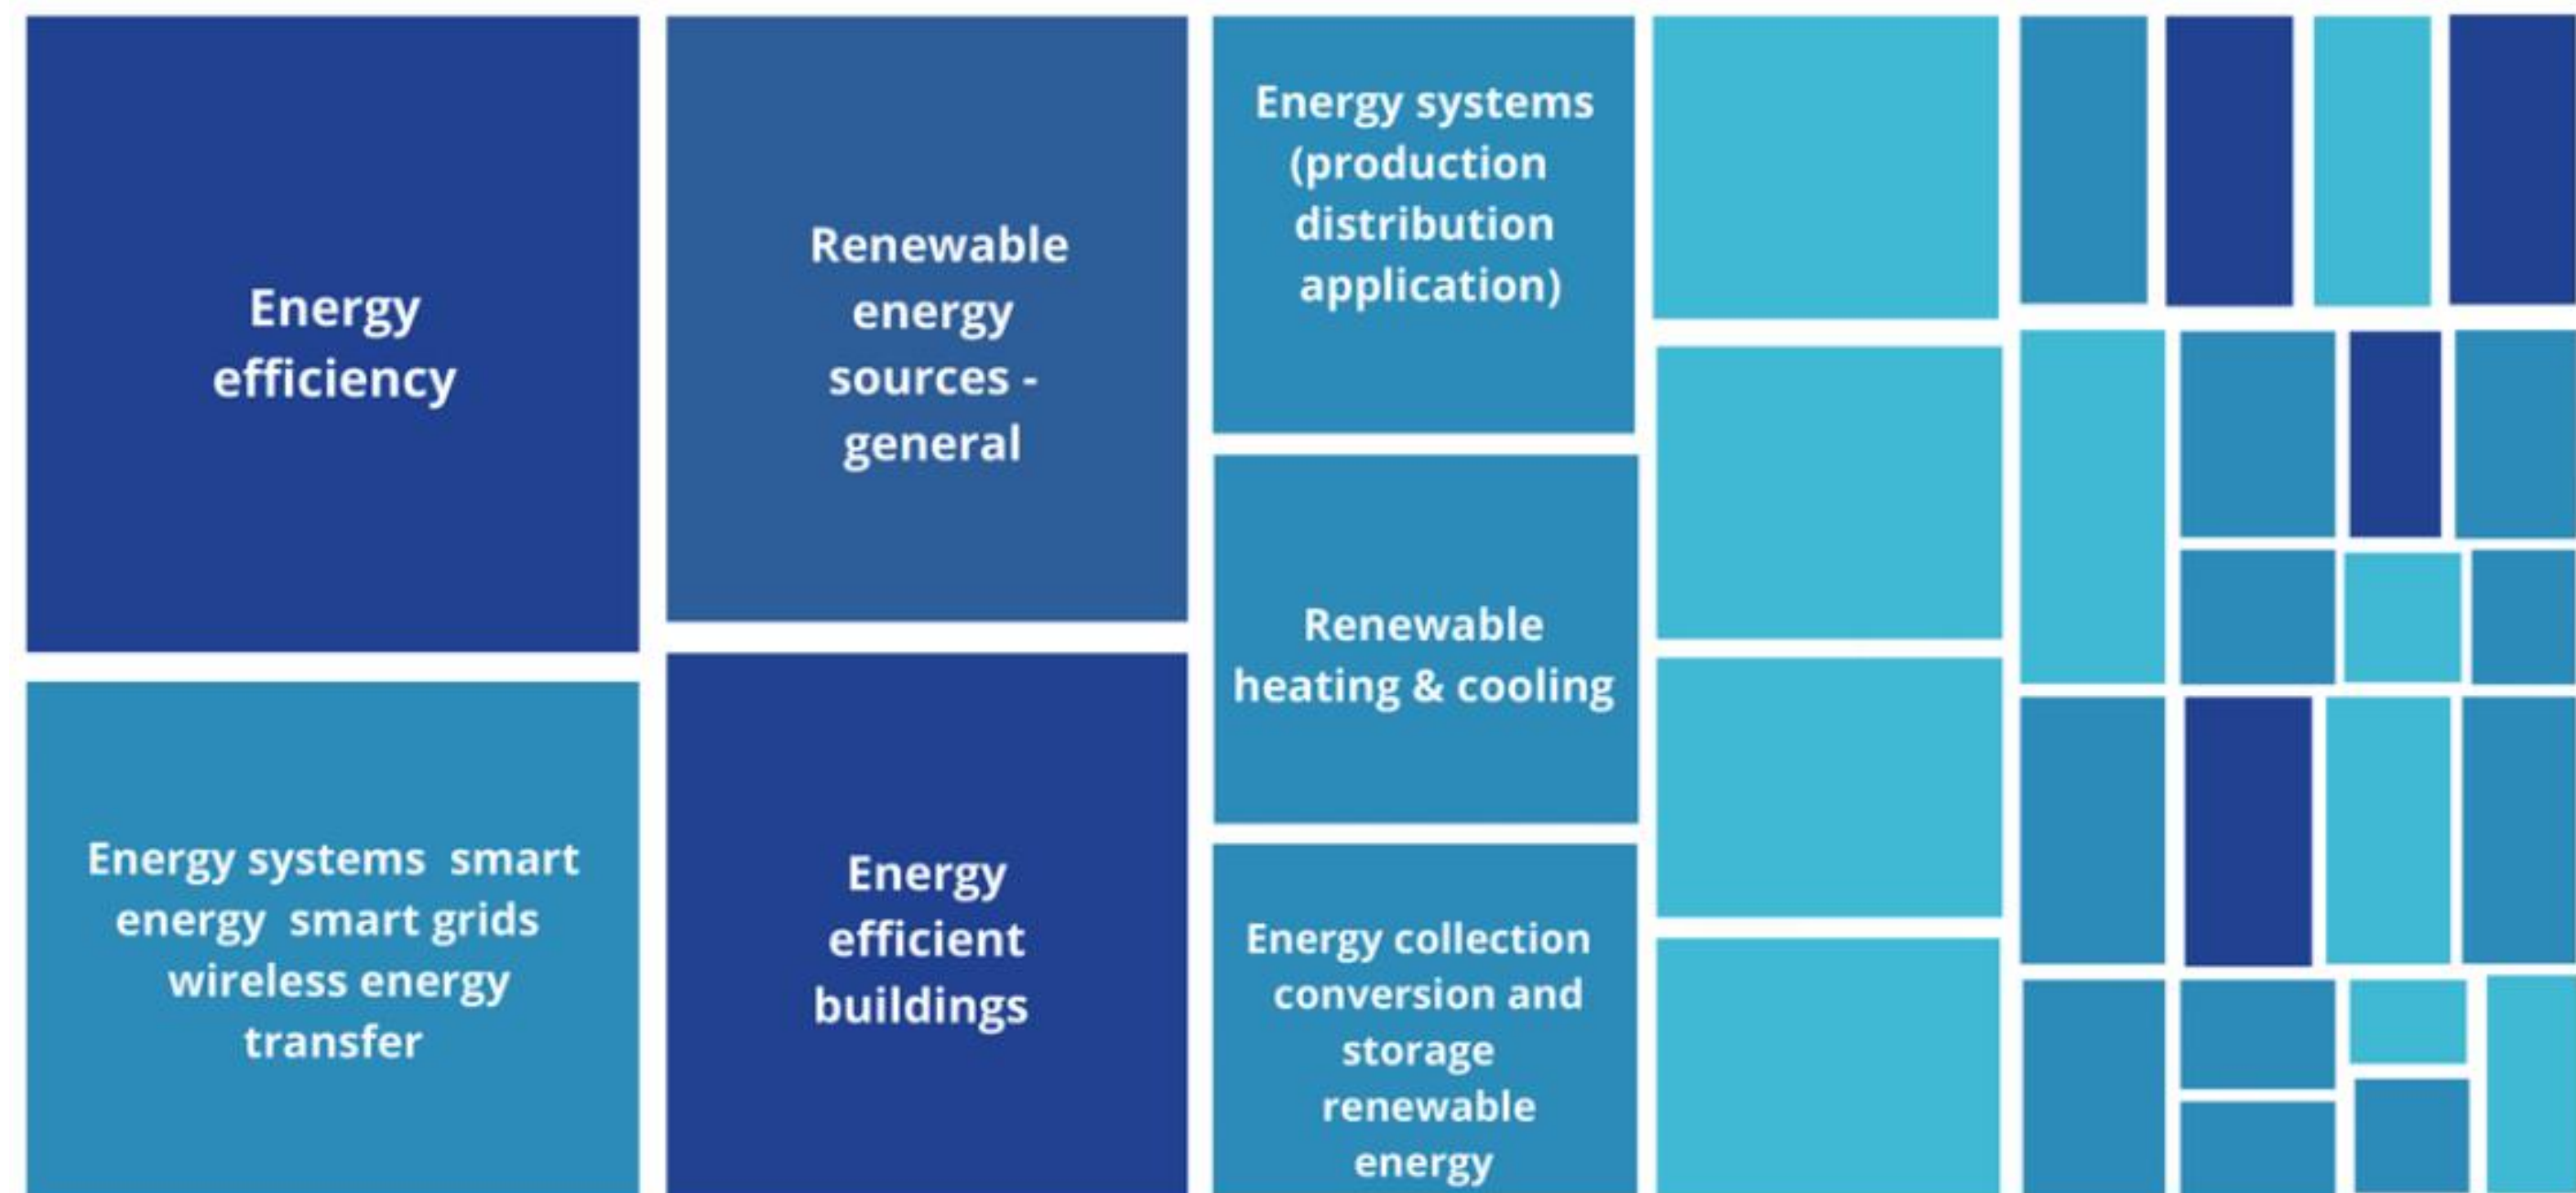 Energy
efficiency
Energy systems  smart
energy  smart grids
wireless energy
transfer
Renewable
energy
sources -
general
Energy
efficient
buildings
Energy systems
(production
distribution
application)
Renewable
heating & cooling
Energy collection
conversion and
storage
renewable
energy